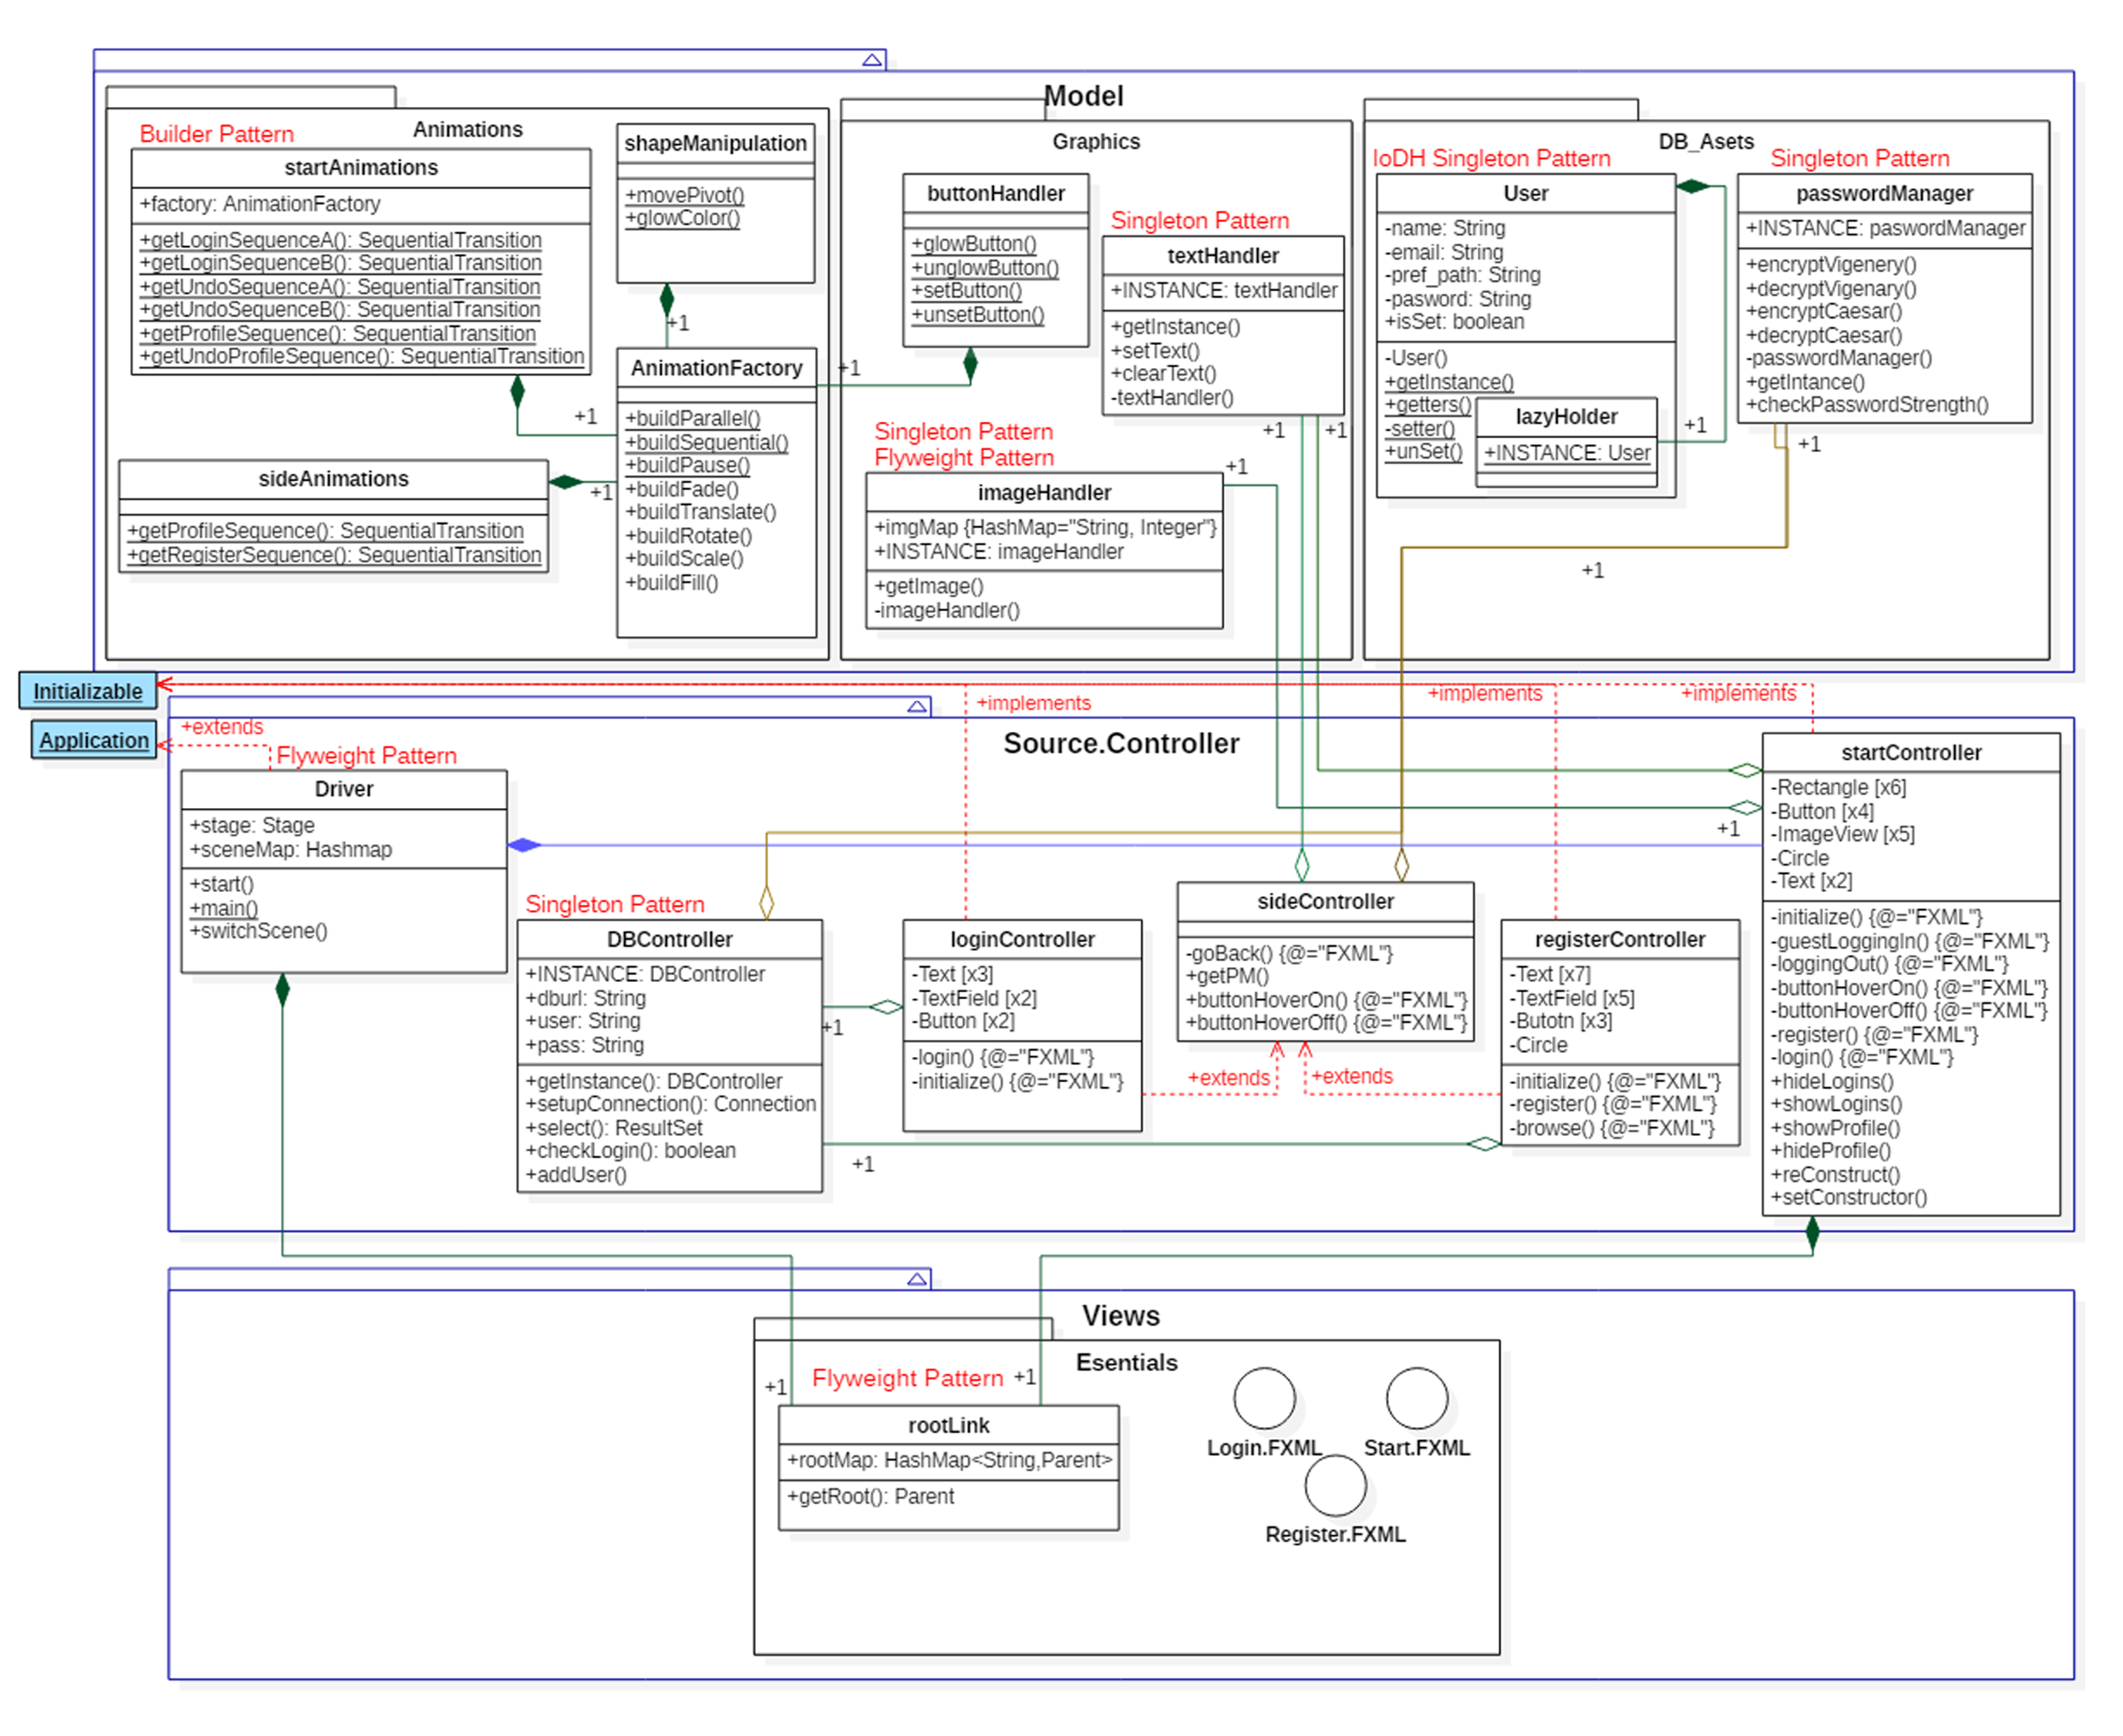 Model
Animations
Builder Pattern
startAnimations
+factory: AnimationFactory
+getLoginSequenceA(): SequentialTransition
+getLoginSequenceB(): SequentialTransition
+getUndoSequenceA(): SequentialTransition
+getUndoSequenceB(): SequentialTransition
+getProfileSequence(): SequentialTransition
+getUndoProfileSequence(): SequentialTransition
shapeManipulation
+movePivot()
+glowColor()
+1
AnimationFactory
+buildParallel()
+buildSequential()
+buildPause()
+buildFade()
+buildTranslate()
+buildRotate()
+buildScale()
+buildFill()
+1
+1
+1
sideAnimations
+getProfileSequence(): SequentialTransition
+getRegisterSequence(): SequentialTransition
Graphics
buttonHandler
+glowButton()
+unglowButton()
+setButton()
+unsetButton()
Singleton Pattern
textHandler
+INSTANCE: textHandler
+getInstance()
+setText()
+clearText()
-textHandler()
+1
+1
Singleton Pattern
Flyweight Pattern
imageHandler
+imgMap {HashMap="String, Integer"}
+INSTANCE: imageHandler
+getImage()
-imageHandler()
+1
DB_Asets
IoDH Singleton Pattern
User
-name: String
-email: String
-pref_path: String
-pasword: String
+isSet: boolean
-User()
+getInstance()
+getters()
-setter()
+unSet()
lazyHolder
+INSTANCE: User
+1
Singleton Pattern
passwordManager
+INSTANCE: paswordManager
+encryptVigenery()
+decryptVigenary()
+encryptCaesar()
+decryptCaesar()
-passwordManager()
+getIntance()
+checkPasswordStrength()
+1
+1
Initializable
Application
+extends
+implements
+implements
+implements
Source.Controller
Flyweight Pattern
Driver
+stage: Stage
+sceneMap: Hashmap
+start()
+main()
+switchScene()
Singleton Pattern
DBController
+INSTANCE: DBController
+dburl: String
+user: String
+pass: String
+getInstance(): DBController
+setupConnection(): Connection
+select(): ResultSet
+checkLogin(): boolean
+addUser()
+1
+1
loginController
-Text [x3]
-TextField [x2]
-Button [x2]
-login() {@="FXML"}
-initialize() {@="FXML"}
sideController
-goBack() {@="FXML"}
+getPM()
+buttonHoverOn() {@="FXML"}
+buttonHoverOff() {@="FXML"}
+extends
+extends
registerController
-Text [x7]
-TextField [x5]
-Butotn [x3]
-Circle
-initialize() {@="FXML"}
-register() {@="FXML"}
-browse() {@="FXML"}
+1
startController
-Rectangle [x6]
-Button [x4]
-ImageView [x5]
-Circle
-Text [x2]
-initialize() {@="FXML"}
-guestLoggingIn() {@="FXML"}
-loggingOut() {@="FXML"}
-buttonHoverOn() {@="FXML"}
-buttonHoverOff() {@="FXML"}
-register() {@="FXML"}
-login() {@="FXML"}
+hideLogins()
+showLogins()
+showProfile()
+hideProfile()
+reConstruct()
+setConstructor()
Views
Esentials
+1
Flyweight Pattern
+1
rootLink
+rootMap: HashMap<String,Parent>
+getRoot(): Parent
Login.FXML
Start.FXML
Register.FXML